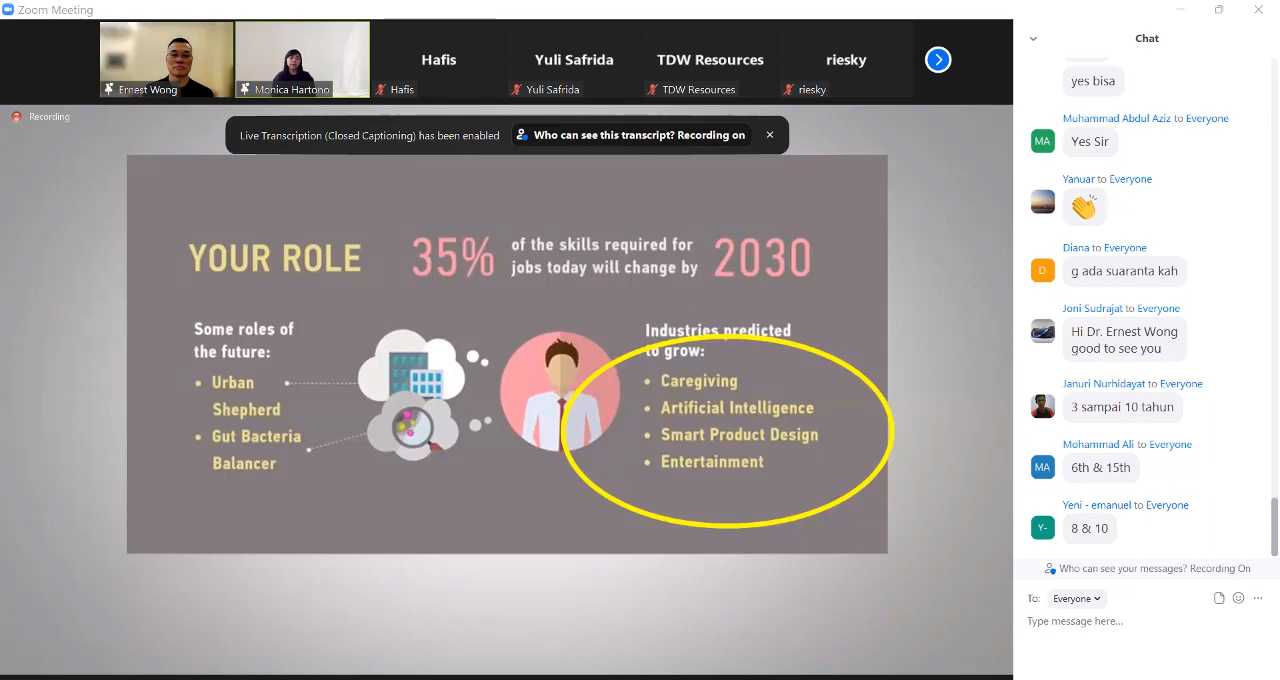 Zoom Meeting
Hafis
Yuli Safrida
TDW Resources
riesky
Ernest Wong
Monica Hartono
Hafis
Yuli Safrida
TDW Resources
riesky
Recording
Live Transcription (Closed Captioning) has been enabled
Who can see this transcript? Recording on
YOUR ROLE
35%
of the skills required for
jobs today will change by
2030
Some roles of
the future:
• Urban
Shepherd
• Gut Bacteria
Balancer
Industries predicted
to grow:
• Caregiving
• Artificial Intelligence
• Smart Product Design
• Entertainment
Chat
yes bisa
Muhammad Abdul Aziz to Everyone
MA
Yes Sir
Yanuar to Everyone
👏
Diana to Everyone
D
g ada suaranta kah
Joni Sudrajat to Everyone
Hi Dr. Ernest Wong
good to see you
Januri Nurhidayat to Everyone
3 sampai 10 tahun
Mohammad Ali to Everyone
MA
6th & 15th
Yeni - emanuel to Everyone
Y-
8 & 10
Who can see your messages? Recording On
To: Everyone
Type message here...